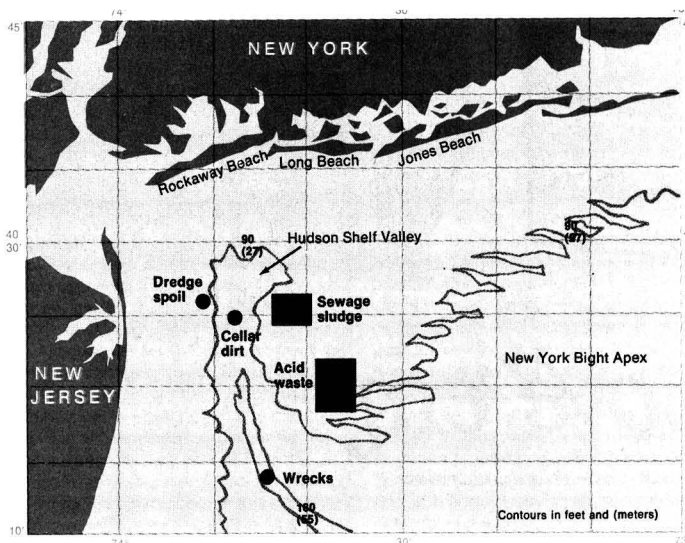 45'
74°
30'
NEW YORK
Rockaway Beach
Long Beach
Jones Beach
40
30'
90
(27)
Hudson Shelf Valley
90
(27)
Dredge
spoil
Sewage
sludge
Cellar
dirt
New York Bight Apex
Acid
waste
NEW
JERSEY
Wrecks
180
(55)
Contours in feet and (meters)
10'
74°
30'